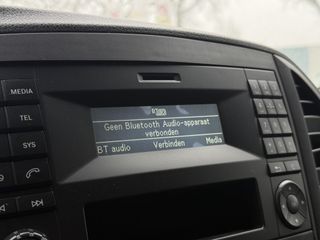 MEDIA
TEL
SYS
Geen Bluetooth Audio-apparaat
verbonden
BT audio Verbinden Media